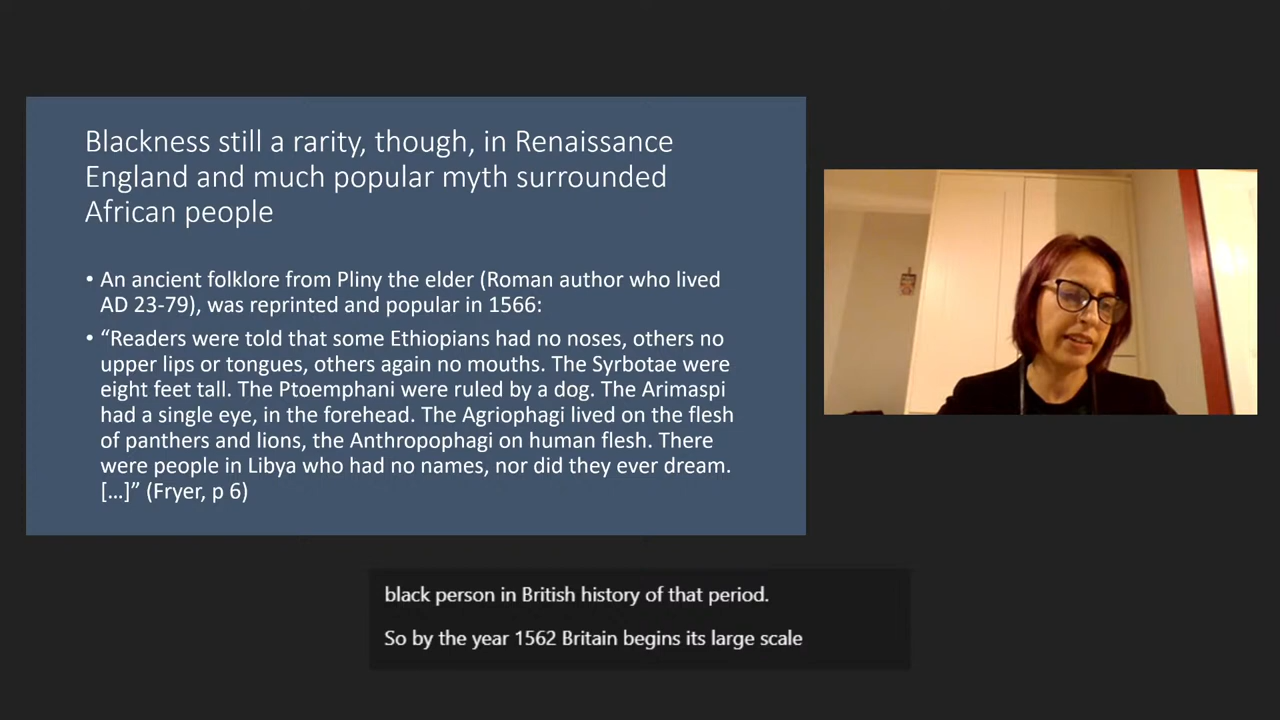 Blackness still a rarity, though, in Renaissance
England and much popular myth surrounded
African people
• An ancient folklore from Pliny the elder (Roman author who lived
AD 23-79), was reprinted and popular in 1566:
• “Readers were told that some Ethiopians had no noses, others no
upper lips or tongues, others again no mouths. The Syrbotae were
eight feet tall. The Ptoemphani were ruled by a dog. The Arimaspi
had a single eye, in the forehead. The Agriophagi lived on the flesh
of panthers and lions, the Anthropophagi on human flesh. There
were people in Libya who had no names, nor did they ever dream.
[…]” (Fryer, p 6)
black person in British history of that period.
So by the year 1562 Britain begins its large scale